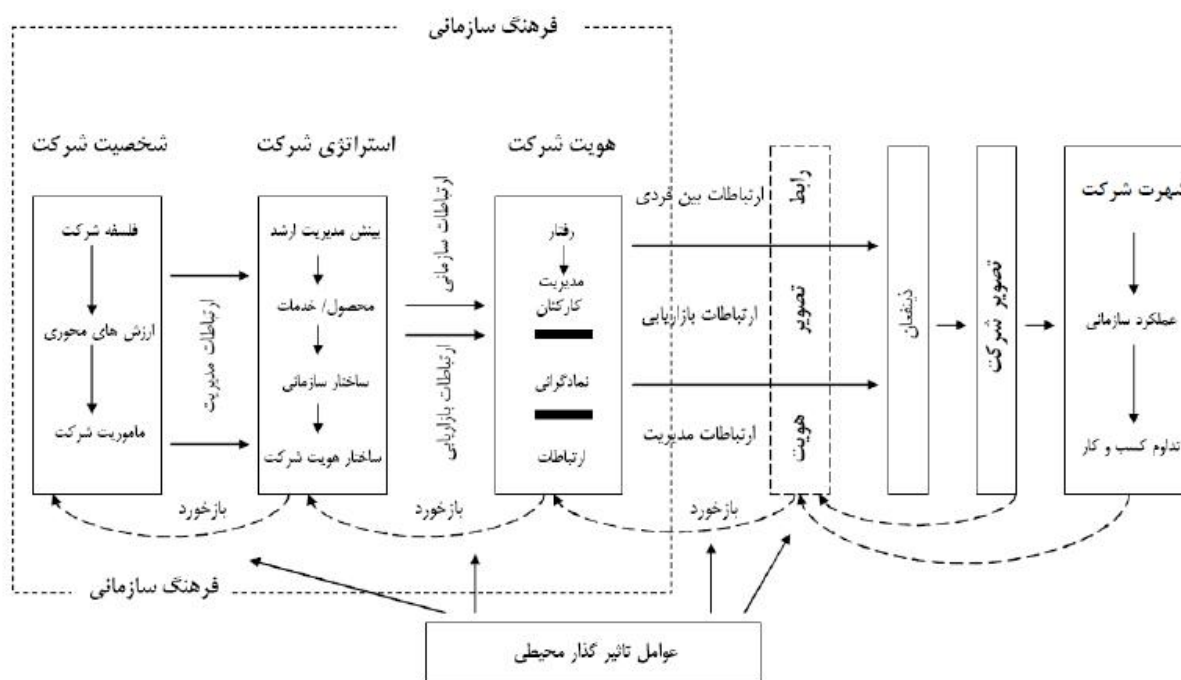 فرهنگ سازمانی
شخصیت شرکت
فلسفه شرکت
ارزش های محوری
ماموریت شرکت
ارتباطات مدیریت
استراتژی شرکت
بینش مدیریت ارشد
محصول/ خدمات
ساختار سازمانی
ساختار هویت شرکت
ارتباطات سازمانی
ارتباطات بازاریابی
هویت شرکت
رفتار
مدیریت
کارکنان
نمادگرائی
ارتباطات
ارتباطات بین فردی
ارتباطات بازاریابی
ارتباطات مدیریت
رابط
تصویر
هویت
ذینفعان
تصویر شرکت
شهرت شرکت
عملکرد سازمانی
تداوم کسب و کار
بازخورد
بازخورد
بازخورد
فرهنگ سازمانی
عوامل تاثیر گذار محیطی